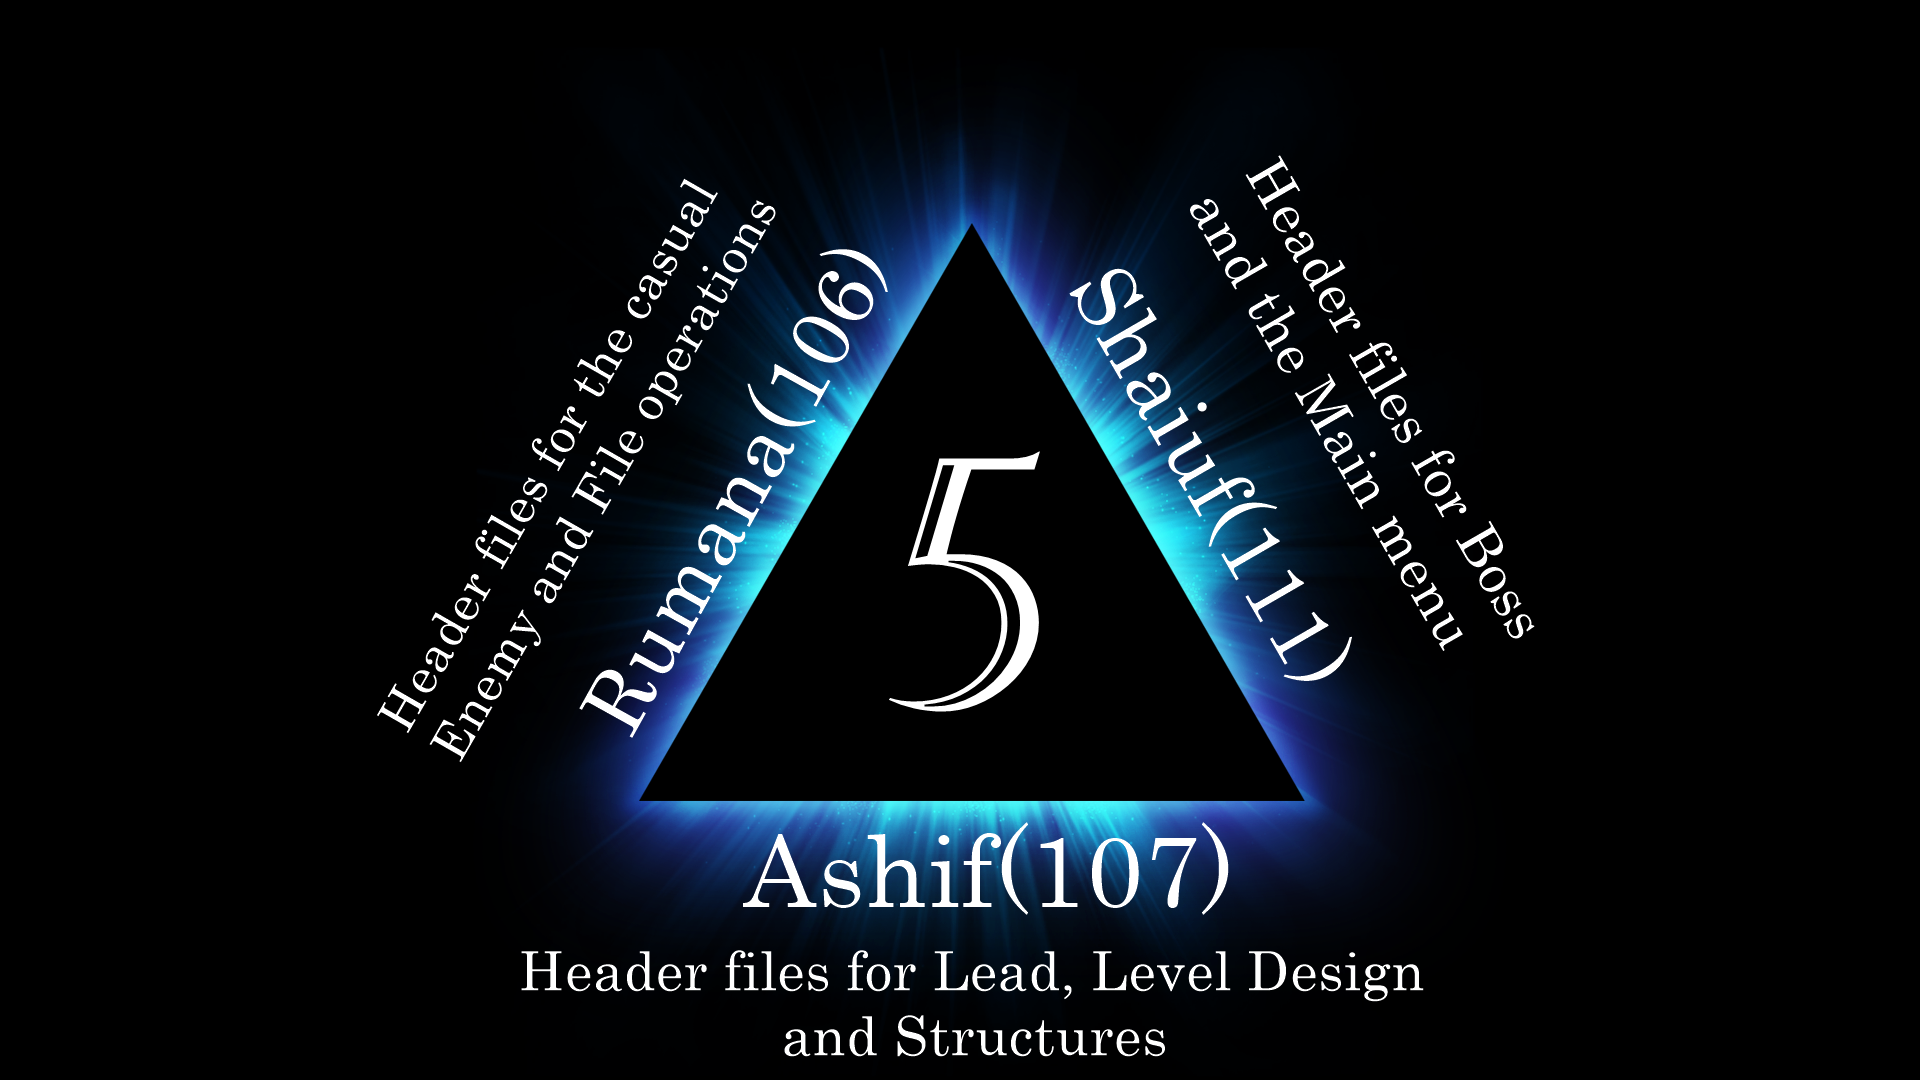 Header files for the casual
Enemy and File operations
Rumana(106)
Header files for Boss
and the Main menu
Shaiuf(111)
5
Ashif(107)
Header files for Lead, Level Design
and Structures